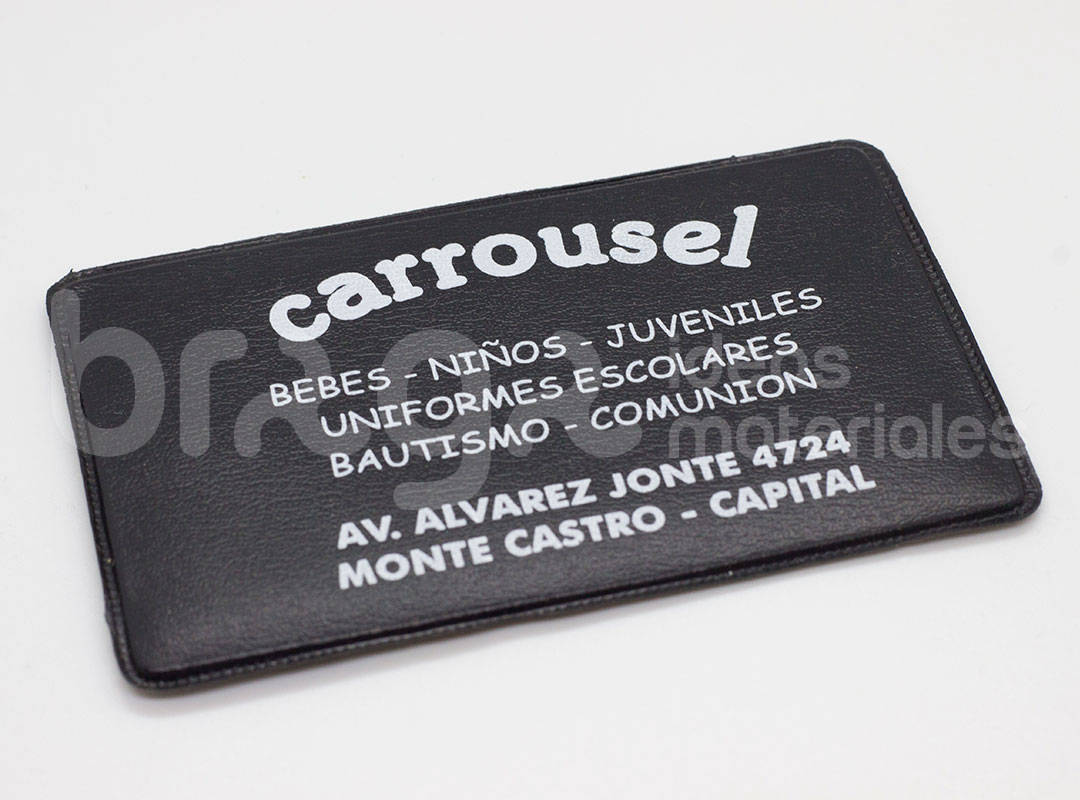 carrousel
BEBES - NIÑOS - JUVENILES
UNIFORMES ESCOLARES
BAUTISMO - COMUNION
AV. ALVAREZ JONTE 4724
MONTE CASTRO - CAPITAL
braga
ideas
materiales